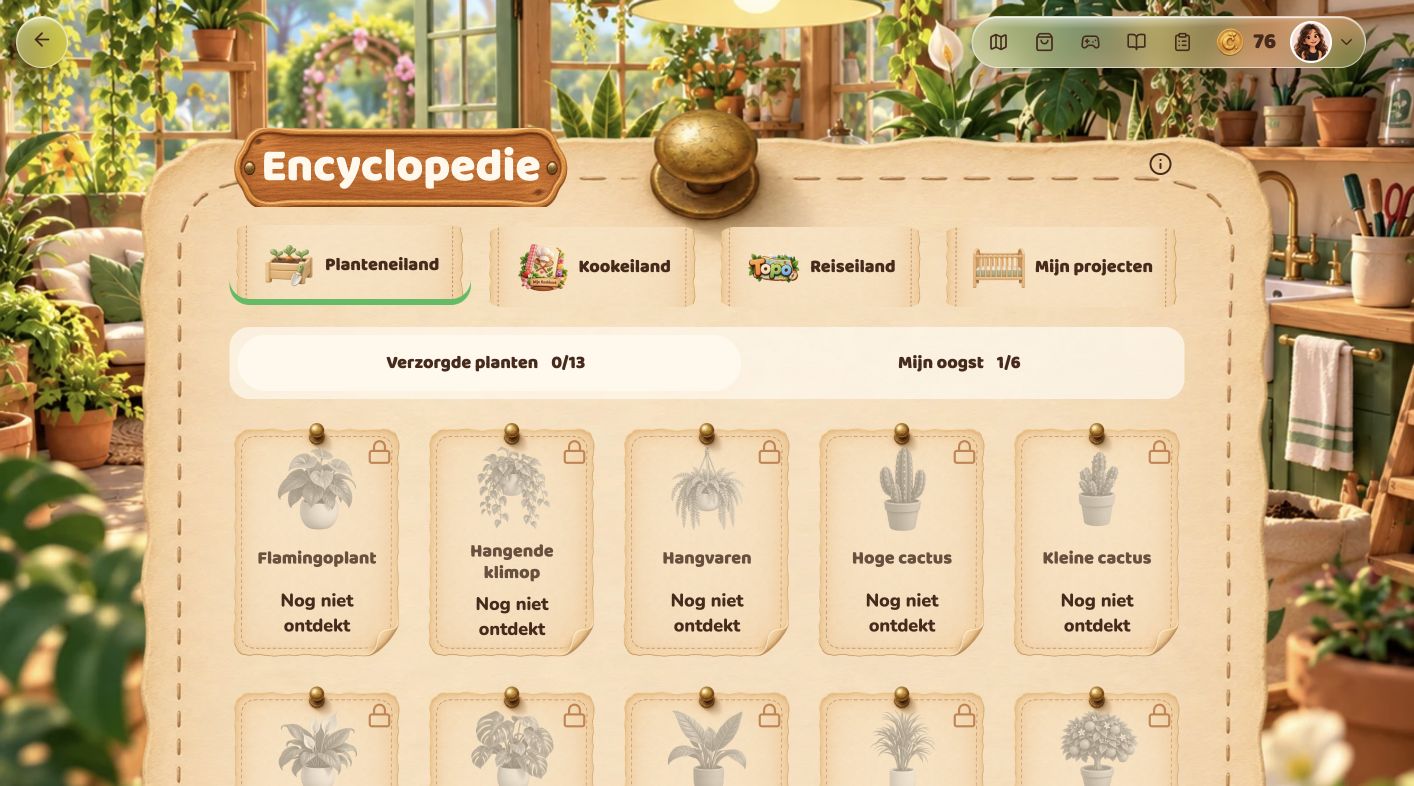 76
Encyclopedie
Planteneiland
Kookeiland
Topo
Reiseiland
Mijn projecten
Verzorgde planten 0/13
Mijn oogst 1/6
Flamingoplant
Nog niet
ontdekt
Hangende
klimop
Nog niet
ontdekt
Hangvaren
Nog niet
ontdekt
Hoge cactus
Nog niet
ontdekt
Kleine cactus
Nog niet
ontdekt